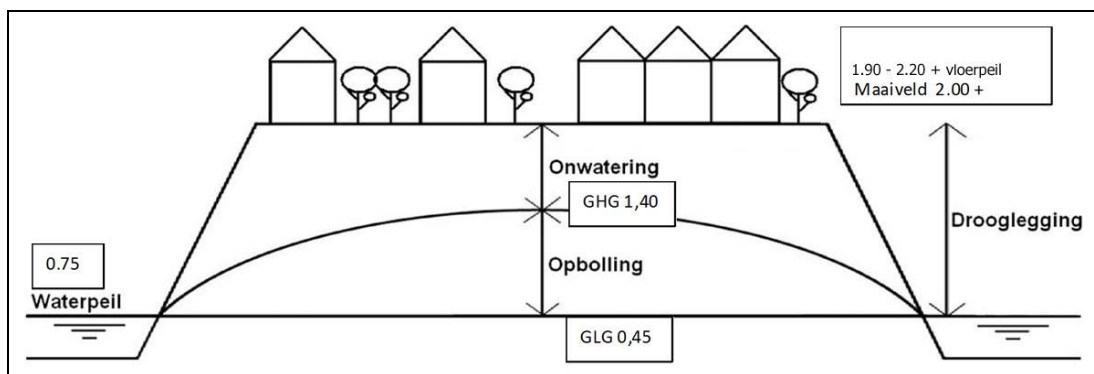 1.90 - 2.20 + vloerpeil
Maaiveld 2.00 +
Onwatering
GHG 1,40
Drooglegging
0.75
Opbolling
Waterpeil
GLG 0,45